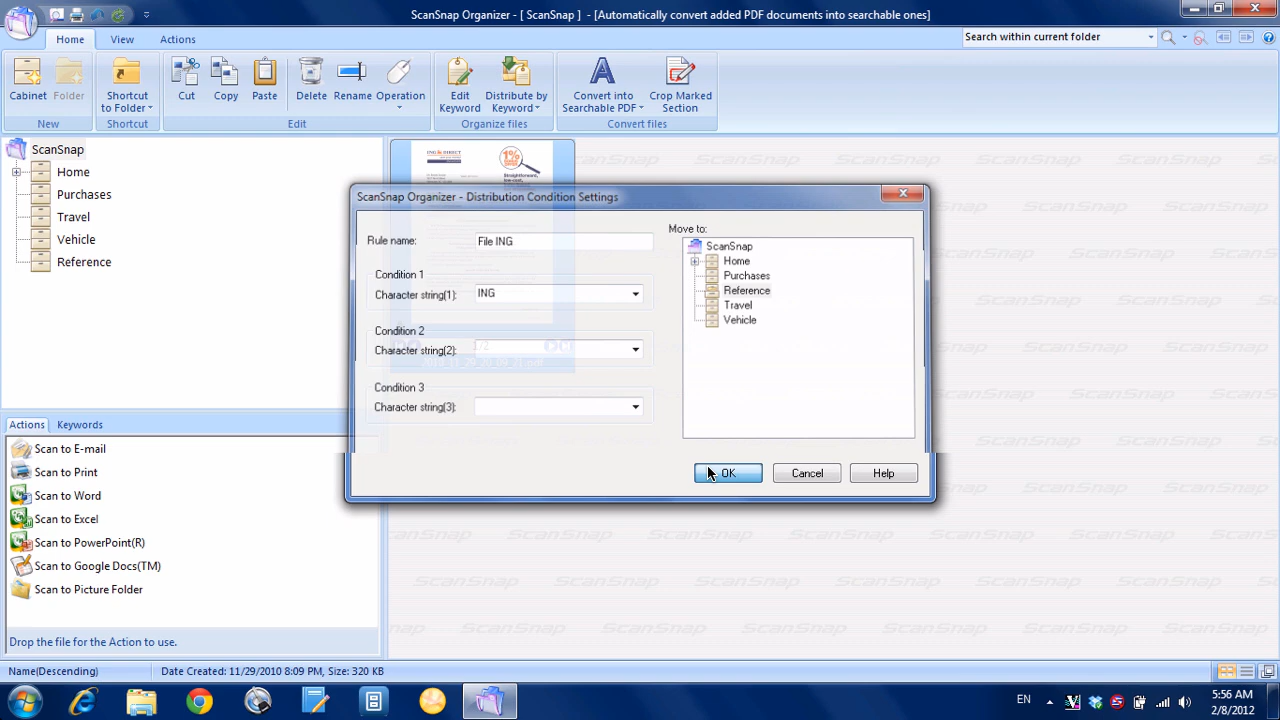 ScanSnap Organizer - [ ScanSnap ] - [Automatically convert added PDF documents into searchable ones]
Home View Actions
Search within current folder
Cabinet Folder Shortcut to Folder Cut Copy Paste Delete Rename Operation Edit Keyword Distribute by Keyword Convert into Searchable PDF Crop Marked Section
New Shortcut Edit Organize files Convert files
ScanSnap
Home
Purchases
Travel
Vehicle
Reference
ING DIRECT
1%
ScanSnap Organizer - Distribution Condition Settings
Rule name: File ING
Condition 1
Character string(1): ING
Condition 2
Character string(2):
1/2
Condition 3
Character string(3):
Move to:
ScanSnap
Home
Purchases
Reference
Travel
Vehicle
OK Cancel Help
Actions Keywords
Scan to E-mail
Scan to Print
Scan to Word
Scan to Excel
Scan to PowerPoint(R)
Scan to Google Docs(TM)
Scan to Picture Folder
Drop the file for the Action to use.
Name(Descending) Date Created: 11/29/2010 8:09 PM, Size: 320 KB
EN 5:56 AM
2/8/2012